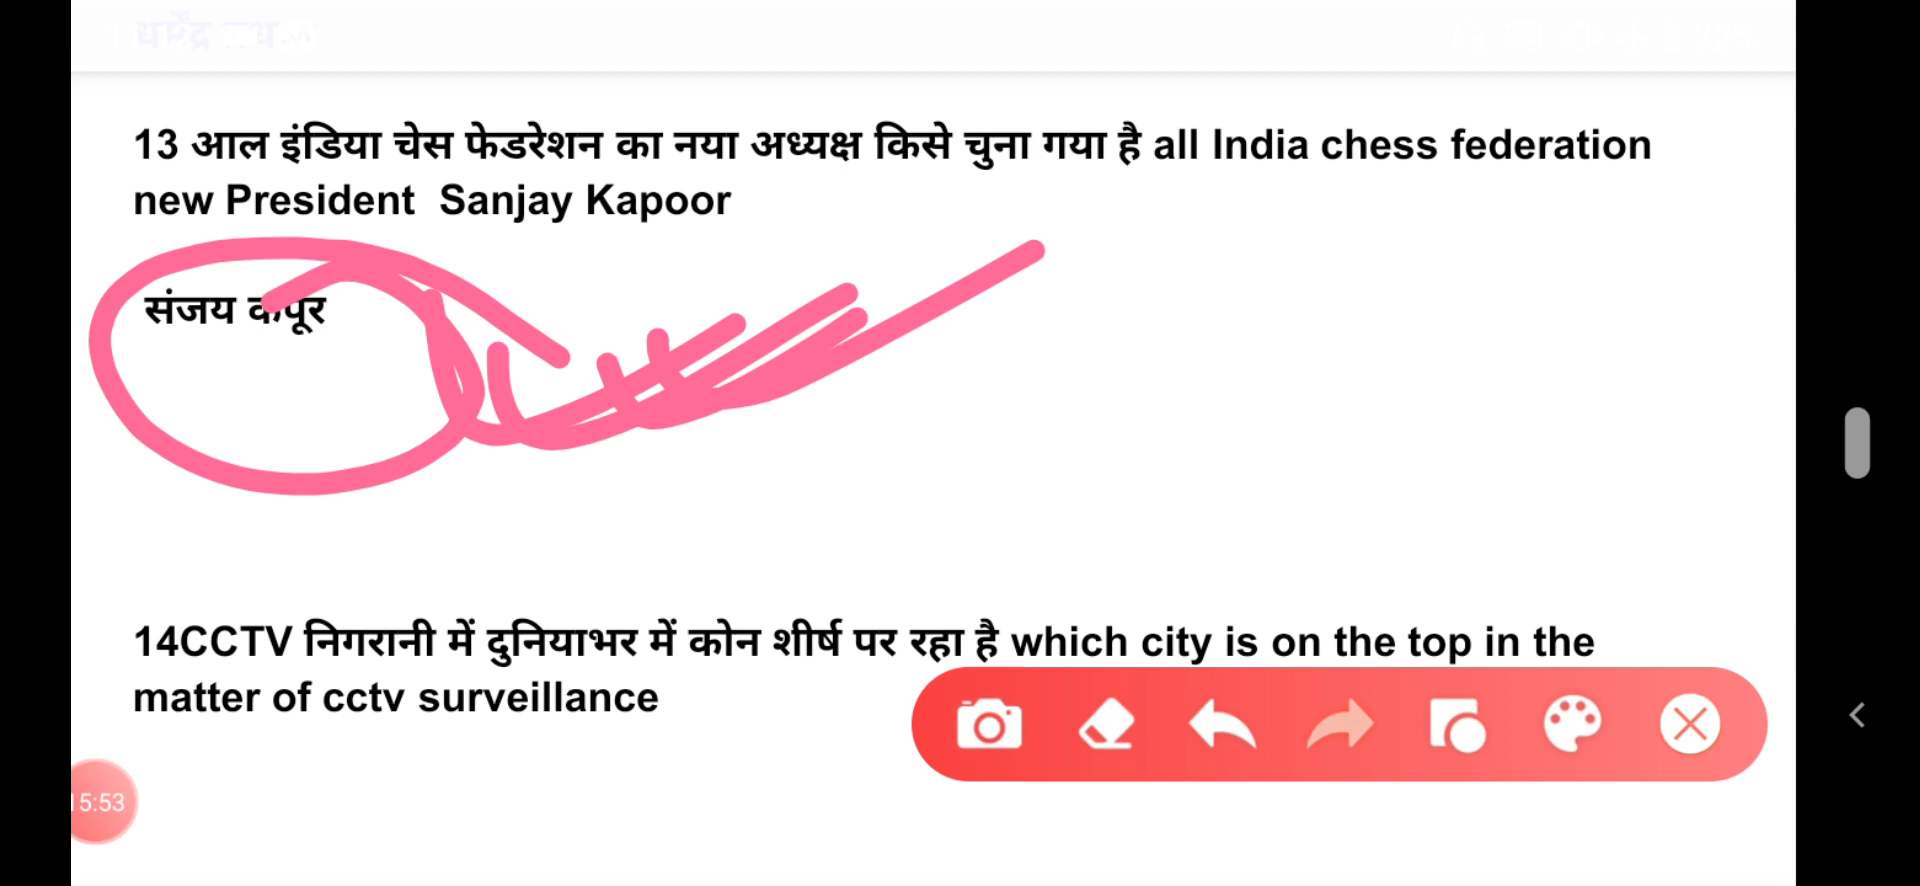 13 आल इंडिया चेस फेडरेशन का नया अध्यक्ष किसे चुना गया है all India chess federation
new President Sanjay Kapoor
संजय कपूर
14CCTV निगरानी में दुनियाभर में कोन शीर्ष पर रहा है which city is on the top in the
matter of cctv surveillance
5:53